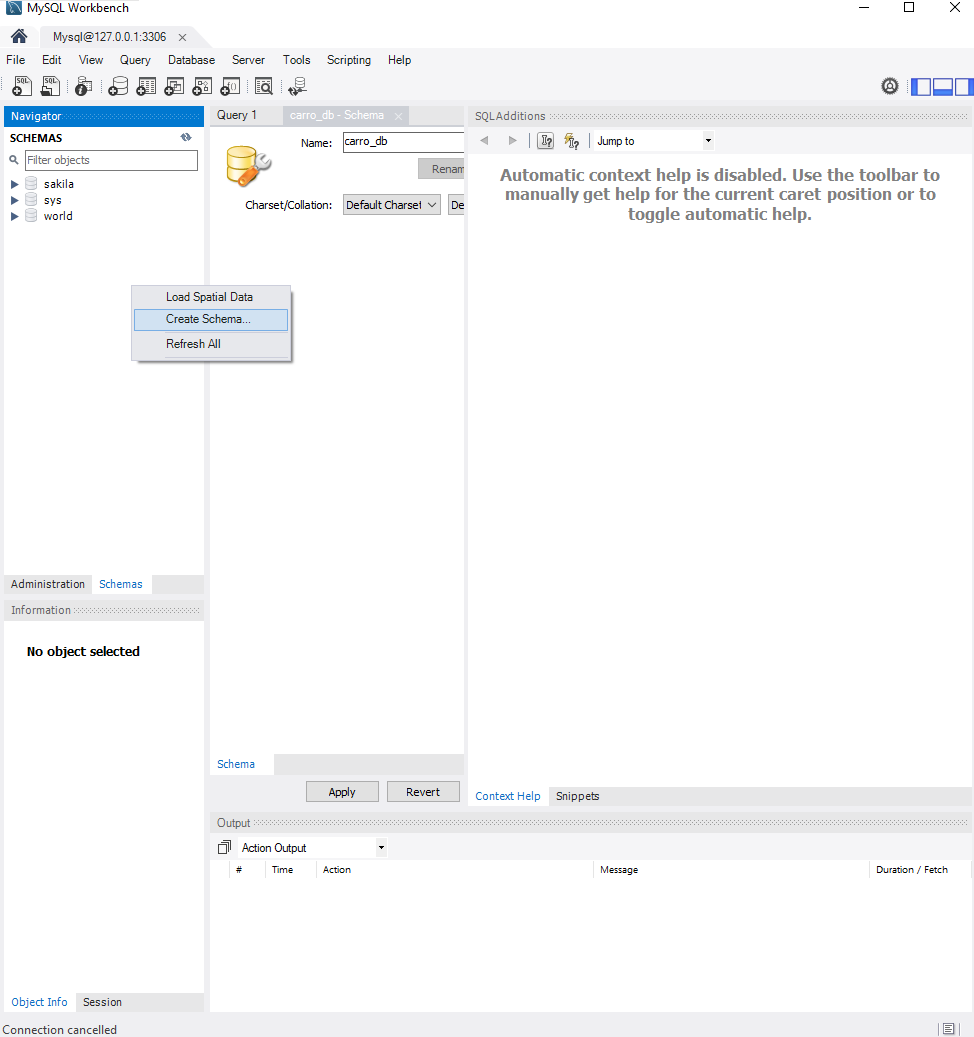 MySQL Workbench
Mysql@127.0.0.1:3306
File Edit View Query Database Server Tools Scripting Help
SQL SQL
Navigator
SCHEMAS
Filter objects
sakila
sys
world
Load Spatial Data
Create Schema...
Refresh All
Administration Schemas
Information
No object selected
Object Info Session
Query 1 carro_db - Schema
Name: carro_db
Renam
Charset/Collation: Default Charset De
Schema
Apply Revert
SQLAdditions
Jump to
Automatic context help is disabled. Use the toolbar to
manually get help for the current caret position or to
toggle automatic help.
Context Help Snippets
Output
Action Output
# Time Action Message Duration / Fetch
Connection cancelled